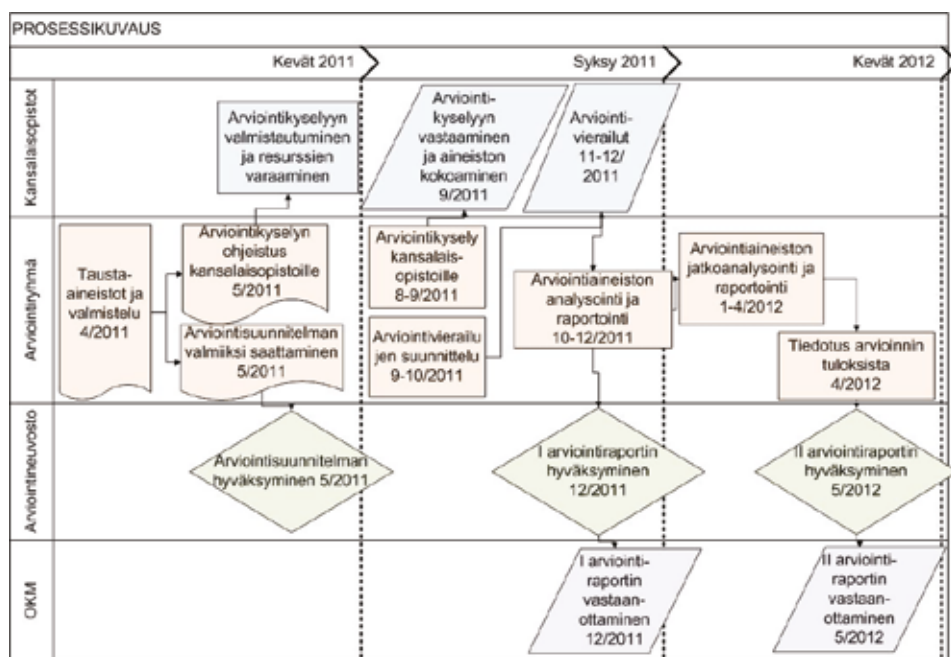 PROSESSIKUVAUS
Kevät 2011
Syksy 2011
Kevät 2012
Kansalaisopistot
Arviointikyselyyn
valmistautuminen
ja resurssien
varaaminen
Arviointi-
kyselyyn
vastaaminen
ja aineiston
kokoaminen
9/2011
Arviointi-
vierailut
11-12/
2011
Arviointiryhmä
Tausta-
aineistot ja
valmistelu
4/2011
Arviointikyselyn
ohjeistus
kansalaisopistoille
5/2011
Arviointisuunnitelman
valmiiksi saattaminen
5/2011
Arviointikysely
kansalais-
opistoille
8-9/2011
Arviointivierailu
jen suunnittelu
9-10/2011
Arviointiaineiston
analysointi ja
raportointi
10-12/2011
Arviointiaineiston
jatkoanalysointi ja
raportointi
1-4/2012
Tiedotus arvioinnin
tuloksista
4/2012
Arviointineuvosto
Arviointisuunnitelman
hyväksyminen 5/2011
I arviointiraportin
hyväksyminen
12/2011
II arviointiraportin
hyväksyminen
5/2012
OKM
I arviointi-
raportin
vastaan-
ottaminen
12/2011
II arviointi-
raportin
vastaan-
ottaminen
5/2012